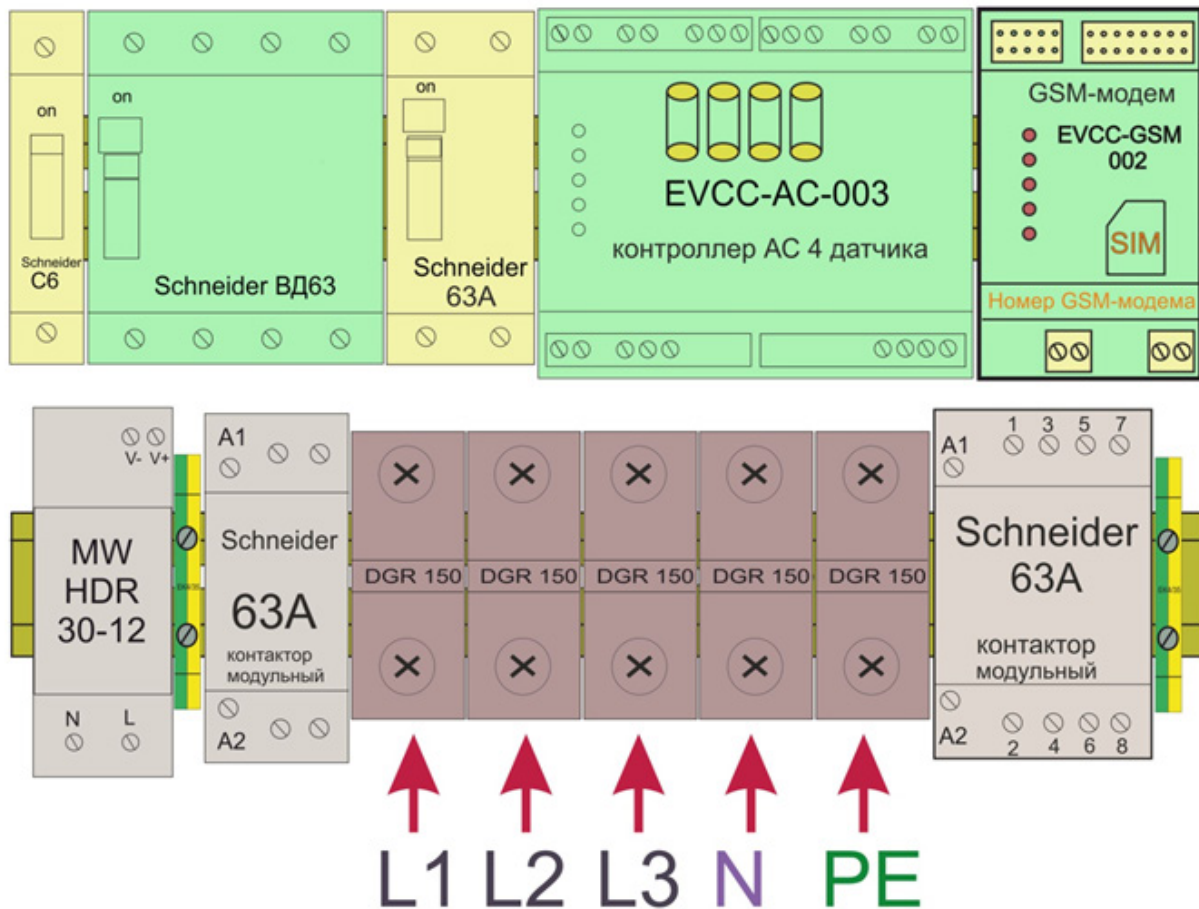 on
Schneider
C6
on
Schneider ВД63
on
Schneider
63A
EVCC-AC-003
контроллер АС 4 датчика
GSM-модем
EVCC-GSM
002
SIM
Номер GSM-модема
V- V+
MW
HDR
30-12
N L
A1
Schneider
63A
контактор
модульный
A2
DGR 150
DGR 150
DGR 150
DGR 150
DGR 150
A1
1 3 5 7
Schneider
63A
контактор
модульный
A2
2 4 6 8
L1 L2 L3 N PE